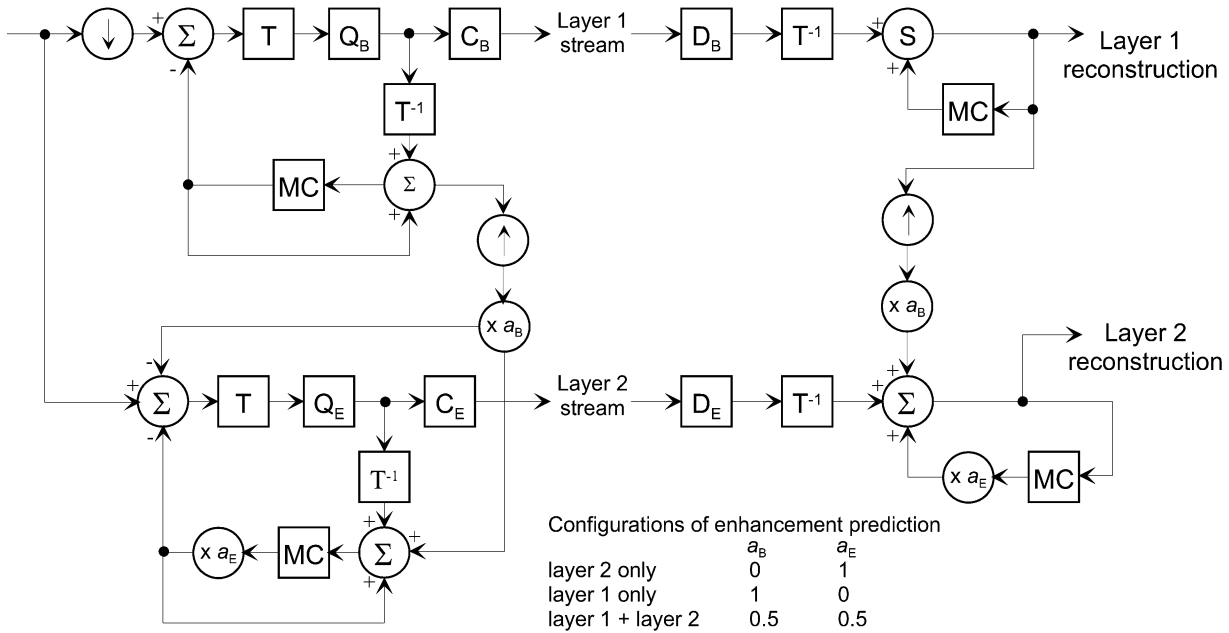 + Σ T Q_B C_B Layer 1 stream D_B T⁻¹ + S Layer 1 reconstruction
-
+ MC
T⁻¹
+
MC Σ
+
x a_B
x a_B
Layer 2 reconstruction
-
+ Σ T Q_E C_E Layer 2 stream D_E T⁻¹ + + Σ
- +
T⁻¹
x a_E MC
+ +
x a_E MC Σ
+
Configurations of enhancement prediction
a_B a_E
layer 2 only 0 1
layer 1 only 1 0
layer 1 + layer 2 0.5 0.5